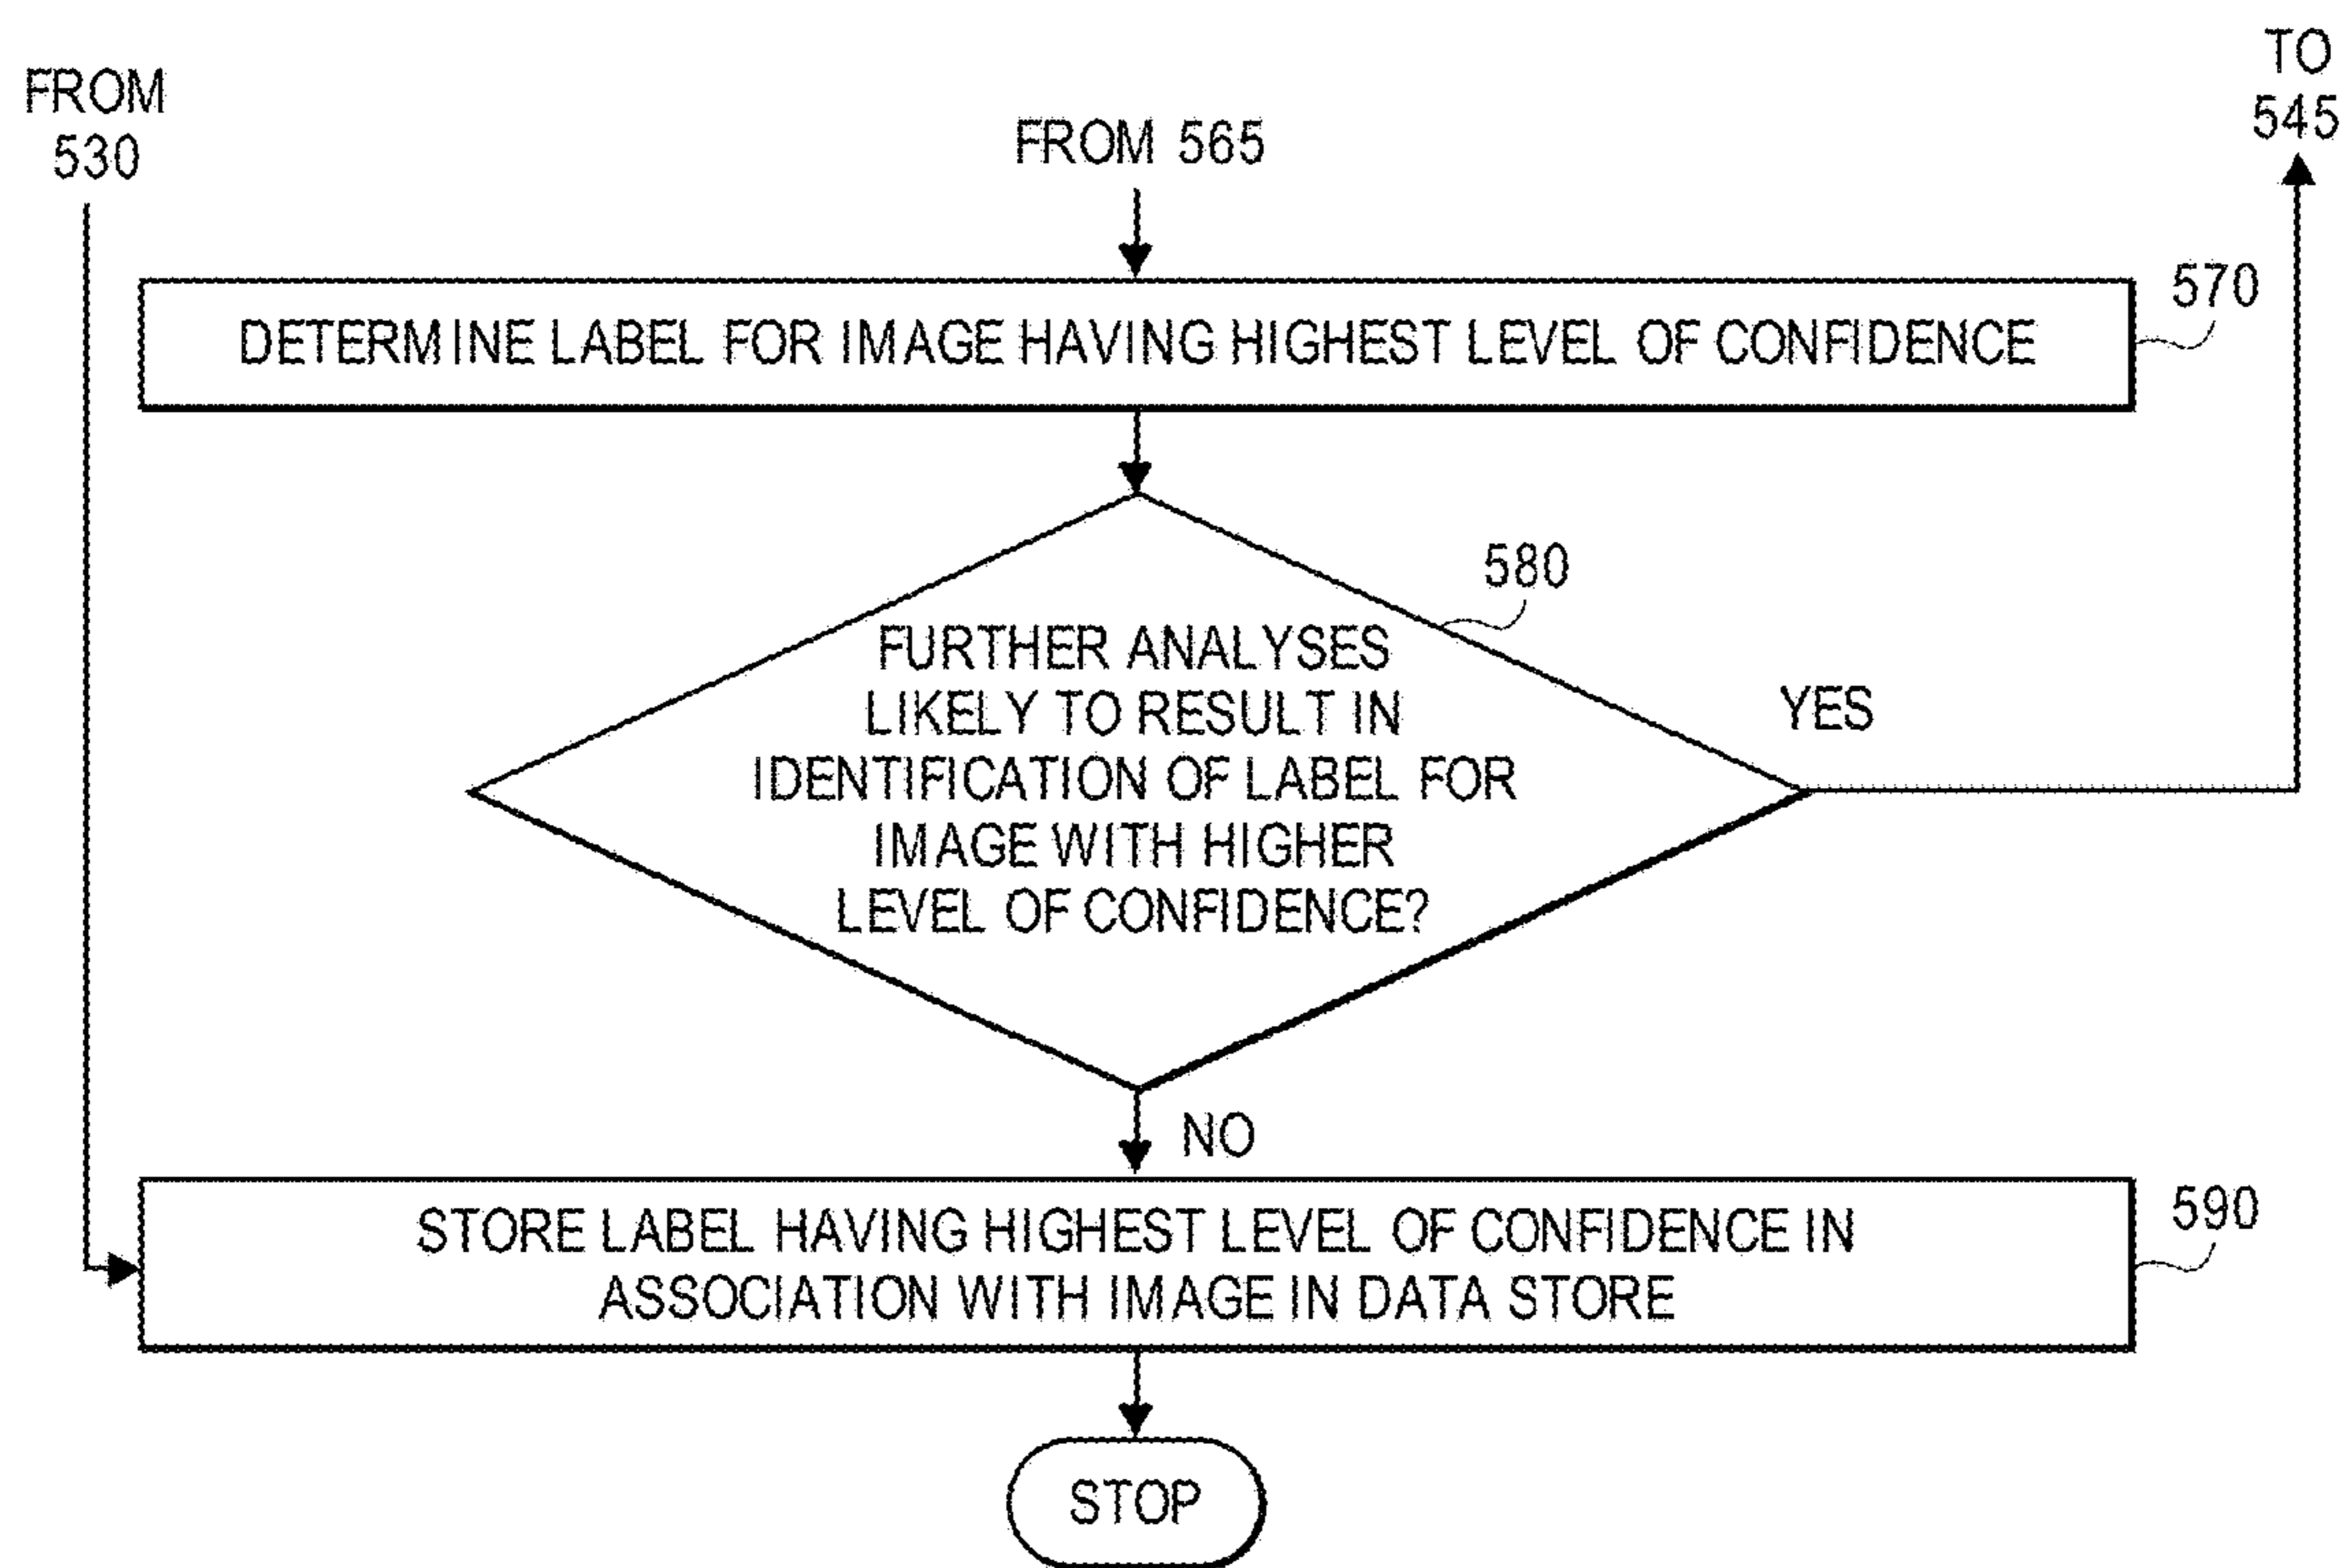 FROM
530
FROM 565
TO
545
DETERMINE LABEL FOR IMAGE HAVING HIGHEST LEVEL OF CONFIDENCE
570
580
FURTHER ANALYSES
LIKELY TO RESULT IN
IDENTIFICATION OF LABEL FOR
IMAGE WITH HIGHER
LEVEL OF CONFIDENCE?
YES
NO
STORE LABEL HAVING HIGHEST LEVEL OF CONFIDENCE IN
ASSOCIATION WITH IMAGE IN DATA STORE
590
STOP